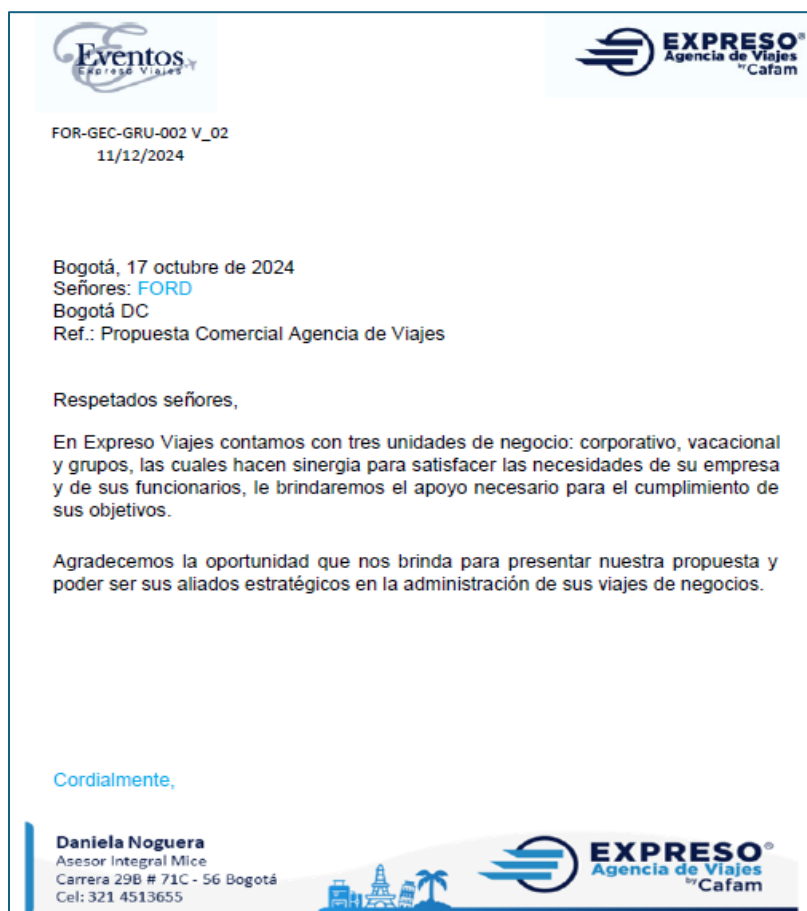 Eventos
Expreso Viajes
EXPRESO®
Agencia de Viajes
by Cafam
FOR-GEC-GRU-002 V_02
11/12/2024
Bogotá, 17 octubre de 2024
Señores: FORD
Bogotá DC
Ref.: Propuesta Comercial Agencia de Viajes
Respetados señores,
En Expreso Viajes contamos con tres unidades de negocio: corporativo, vacacional
y grupos, las cuales hacen sinergia para satisfacer las necesidades de su empresa
y de sus funcionarios, le brindaremos el apoyo necesario para el cumplimiento de
sus objetivos.
Agradecemos la oportunidad que nos brinda para presentar nuestra propuesta y
poder ser sus aliados estratégicos en la administración de sus viajes de negocios.
Cordialmente,
Daniela Noguera
Asesor Integral Mice
Carrera 29B # 71C - 56 Bogotá
Cel: 321 4513655
EXPRESO®
Agencia de Viajes
by Cafam